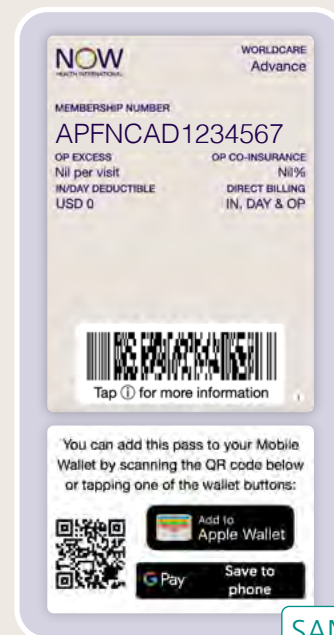 NOW
HEALTH INTERNATIONAL
WORLDCARE
Advance
MEMBERSHIP NUMBER
APFNCAD1234567
OP EXCESS
Nil per visit
OP CO-INSURANCE
Nil%
IN/DAY DEDUCTIBLE
USD 0
DIRECT BILLING
IN, DAY & OP
Tap ⓘ for more information
You can add this pass to your Mobile
Wallet by scanning the QR code below
or tapping one of the wallet buttons:
Add to
Apple Wallet
G Pay
Save to
phone
SAN